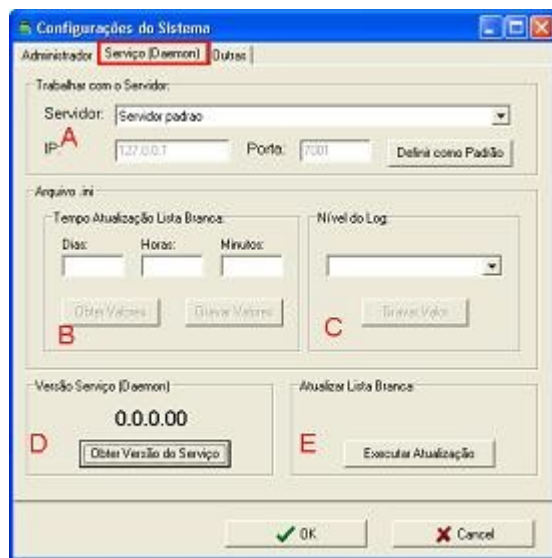 Configurações do Sistema
Administrador Serviço (Daemon) Outras
Trabalhar com o Servidor:
Servidor: Servidor padrao
A
IP: 127.0.0.1 Porta: 7001 Definir como Padrão
Arquivo .ini
Tempo Atualização Lista Branca: Nível do Log:
Dias: Horas: Minutos:
Obter Valores Gravar Valores Gravar Valor
B C
Versão Serviço (Daemon) Atualizar Lista Branca:
0.0.0.00
D Obter Versão do Serviço E Executar Atualização
OK Cancel